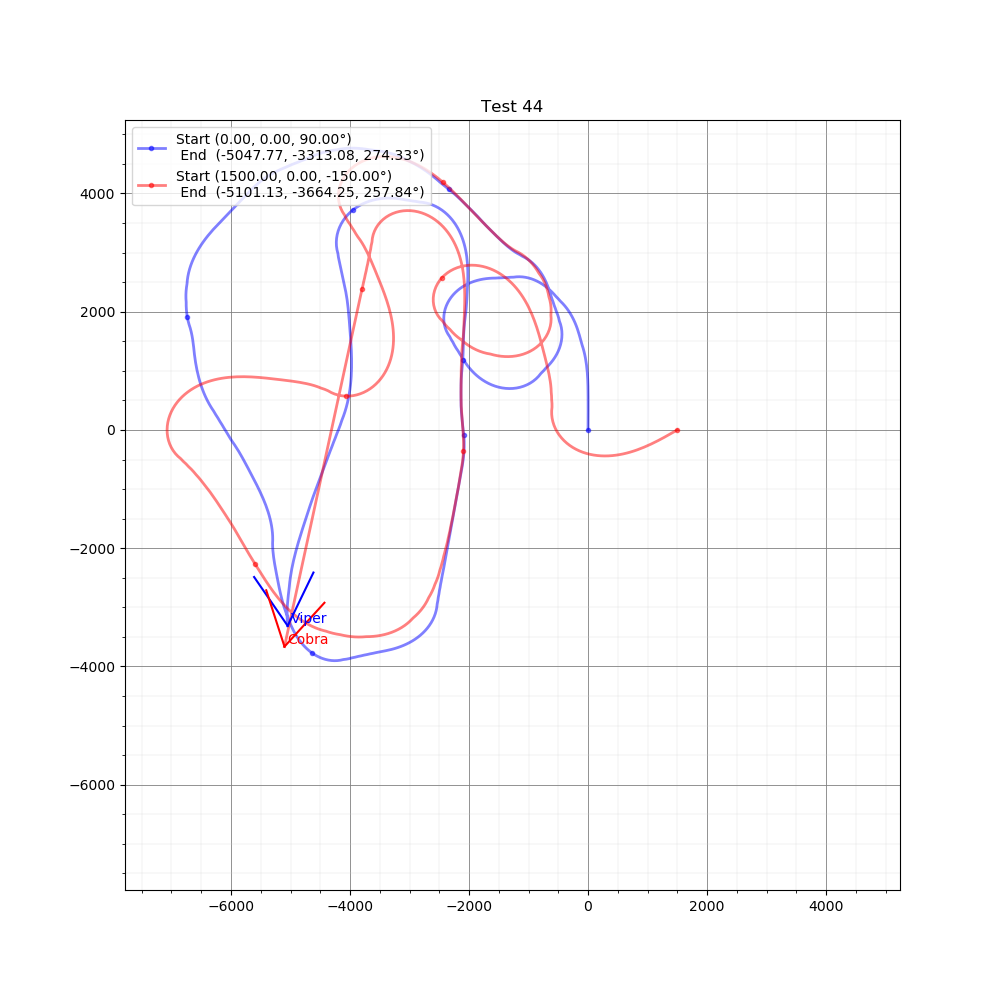 Test 44
Start (0.00, 0.00, 90.00°)
End (-5047.77, -3313.08, 274.33°)
Start (1500.00, 0.00, -150.00°)
End (-5101.13, -3664.25, 257.84°)
4000
2000
0
−2000
−4000
−6000
Viper
Cobra
−6000 −4000 −2000 0 2000 4000